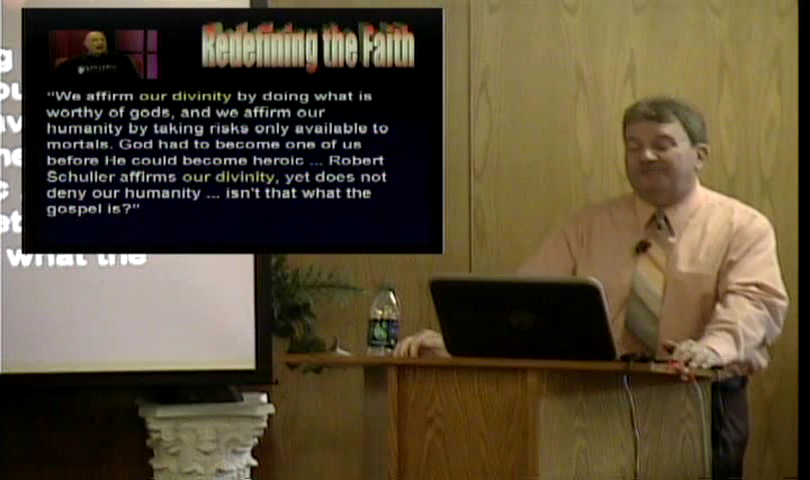 Redefining the Faith
“We affirm our divinity by doing what is
worthy of gods, and we affirm our
humanity by taking risks only available to
mortals. God had to become one of us
before He could become heroic ... Robert
Schuller affirms our divinity, yet does not
deny our humanity ... isn't that what the
gospel is?”
what the